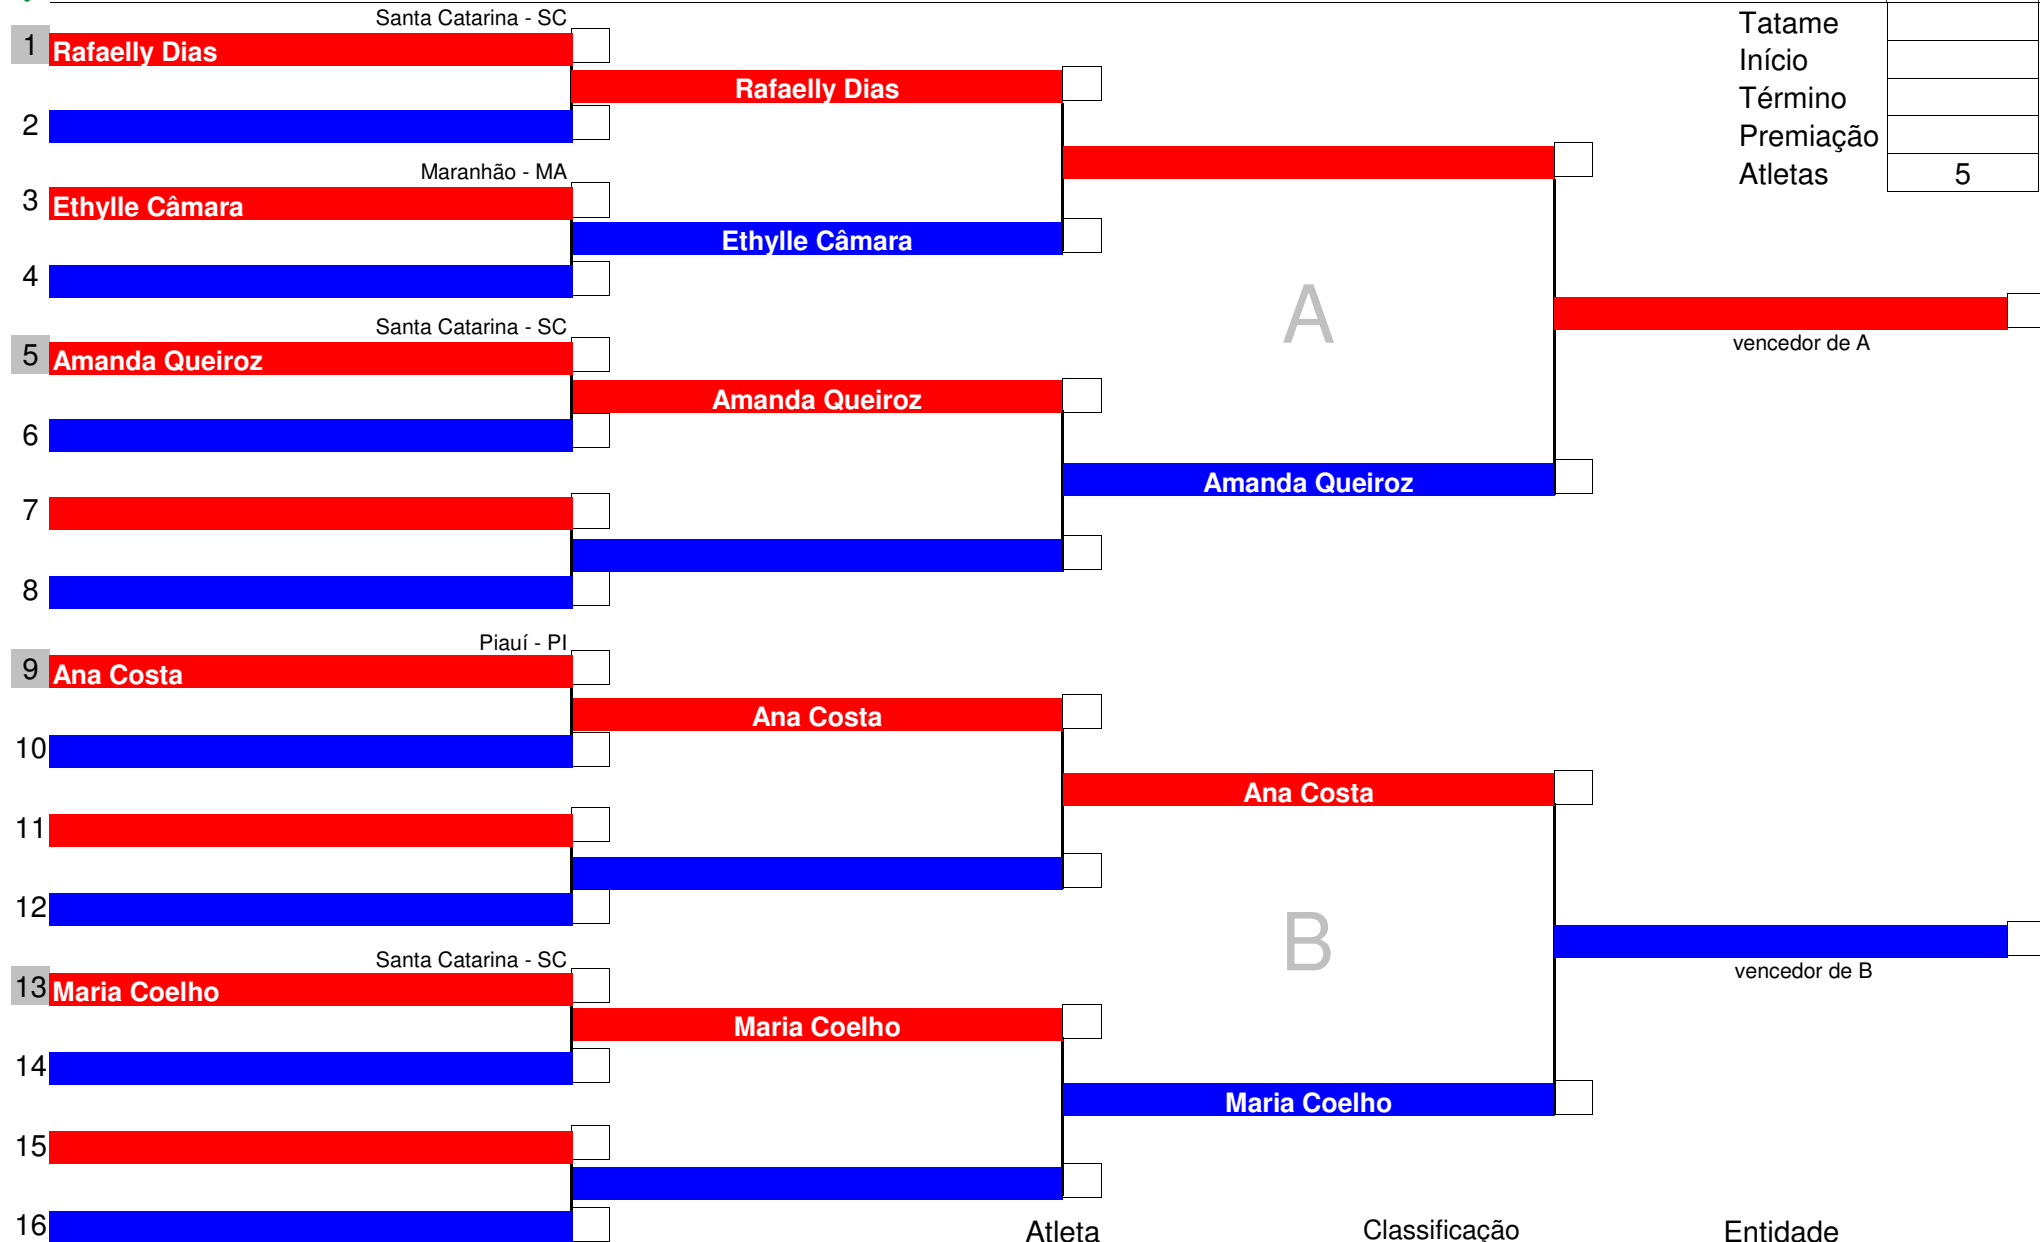 Santa Catarina - SC
1 Rafaelly Dias
Rafaelly Dias
2
Maranhão - MA
3 Ethylle Câmara
Ethylle Câmara
4
Santa Catarina - SC
5 Amanda Queiroz
Amanda Queiroz
6
Amanda Queiroz
7
8
Tatame
Início
Término
Premiação
Atletas 5
A
vencedor de A
Piauí - PI
9 Ana Costa
Ana Costa
10
Ana Costa
11
12
B
vencedor de B
Santa Catarina - SC
13 Maria Coelho
Maria Coelho
14
Maria Coelho
15
16
Atleta Classificação Entidade